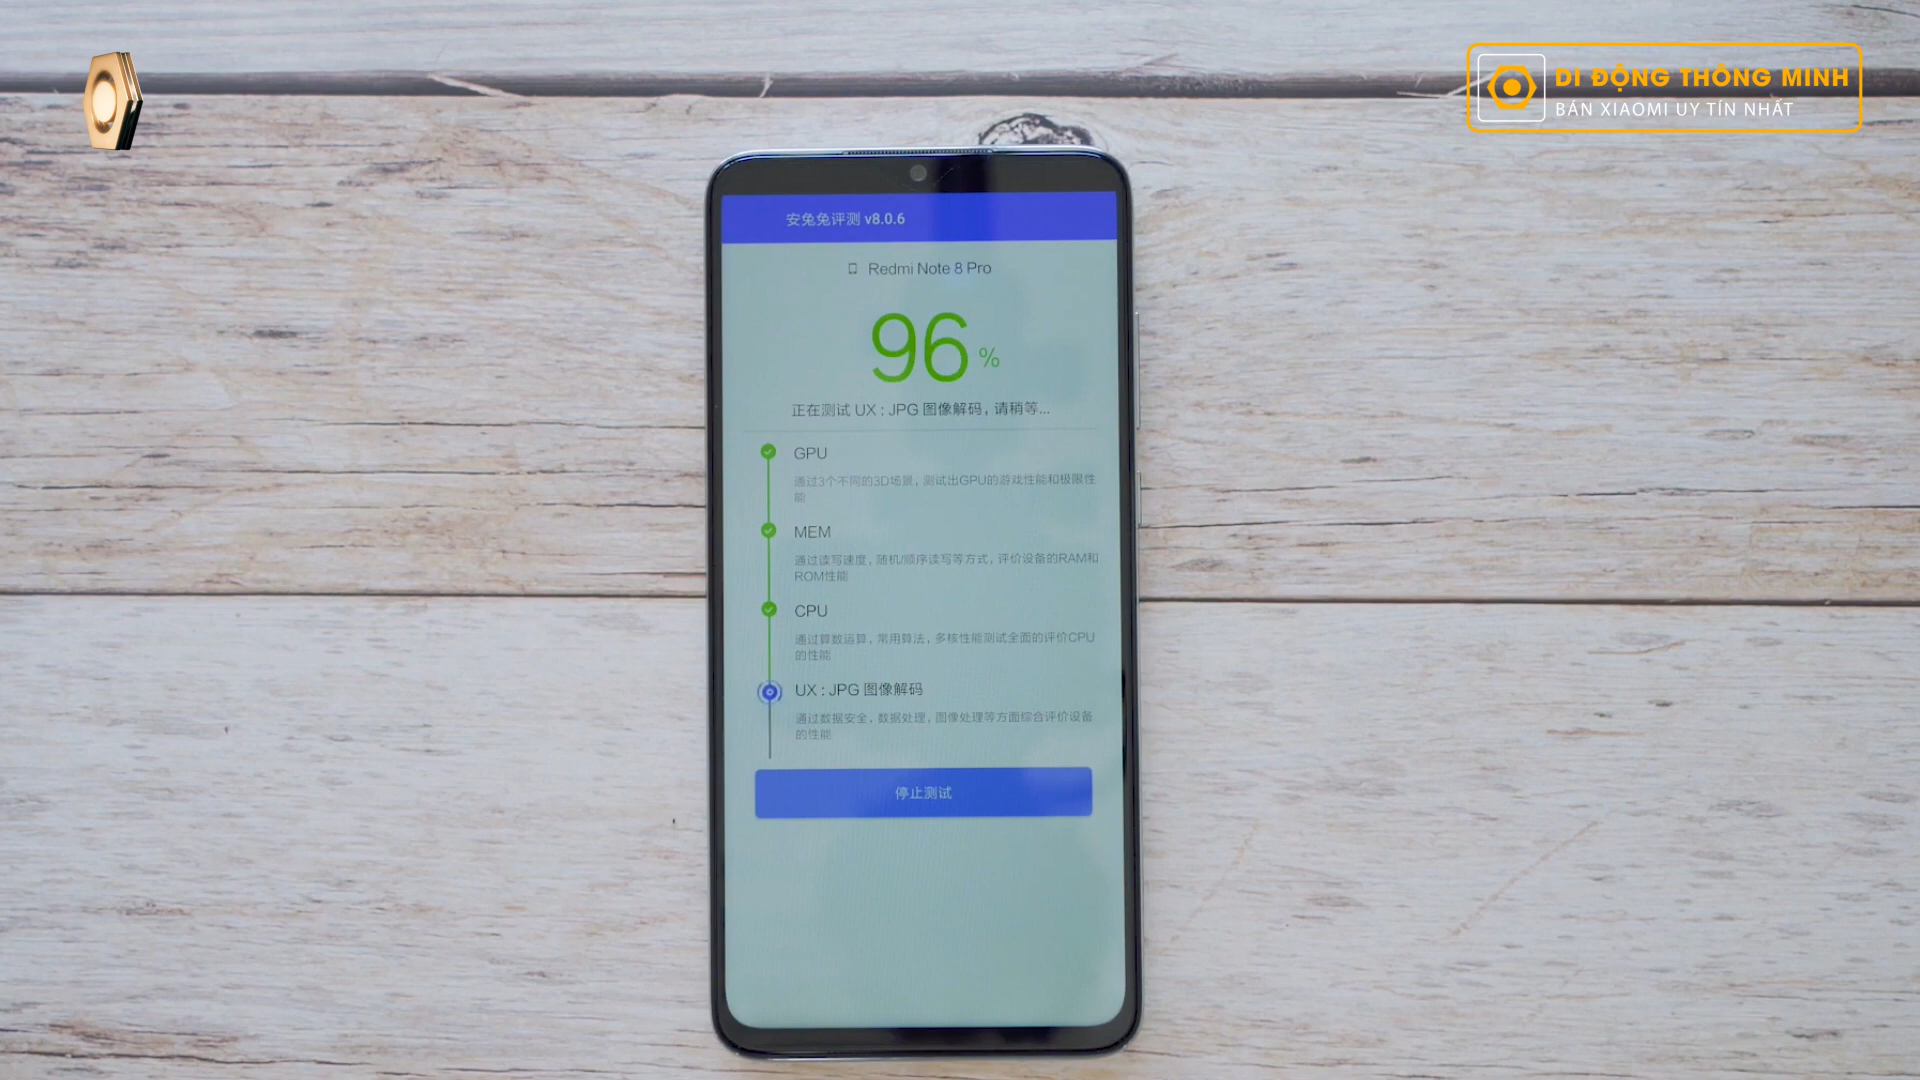 DI ĐỘNG THÔNG MINH
BÁN XIAOMI UY TÍN NHẤT
安兔兔评测 v8.0.6
Redmi Note 8 Pro
96 %
正在测试 UX : JPG 图像解码, 请稍等...
GPU
通过3个不同的3D场景, 测试出GPU的游戏性能和极限性
能
MEM
通过读写速度, 随机/顺序读写等方式, 评价设备的RAM和
ROM性能
CPU
通过算数运算, 常用算法, 多核性能测试全面的评价CPU
的性能
UX : JPG 图像解码
通过数据安全, 数据处理, 图像处理等方面综合评价设备
的性能
停止测试